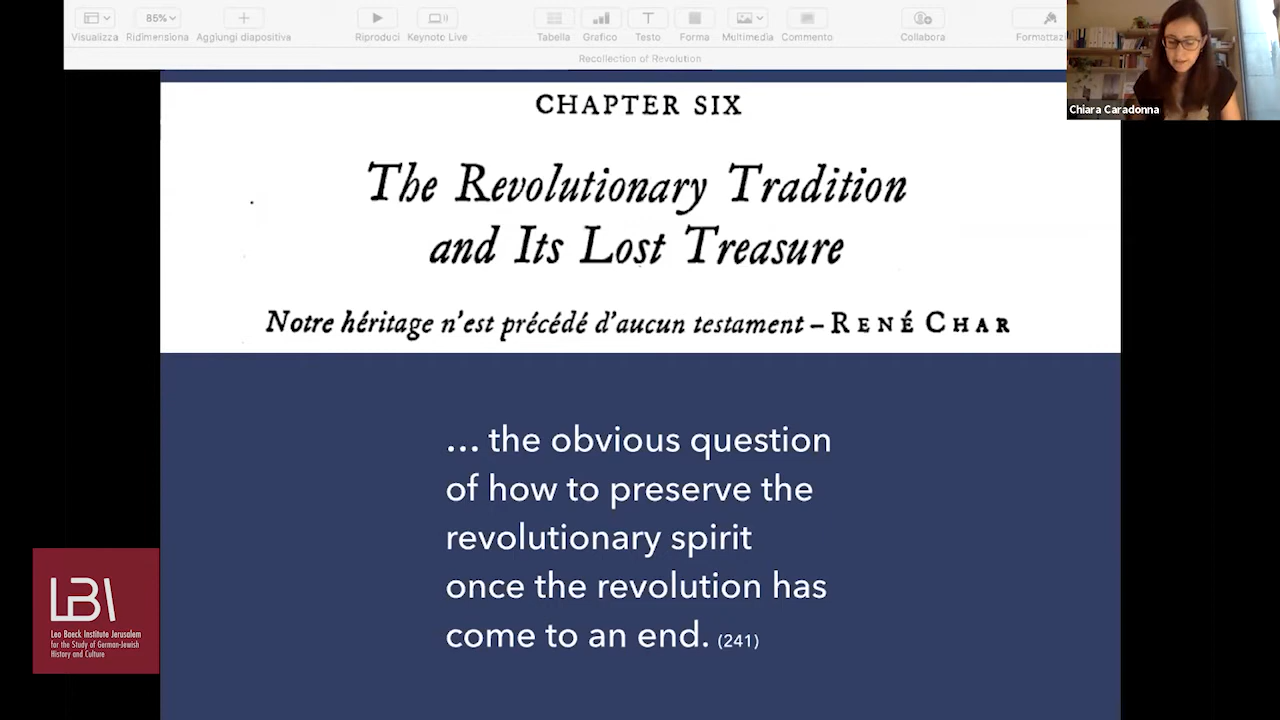 85%
Visualizza Ridimensiona Aggiungi diapositiva Riproduci Keynote Live Tabella Grafico Testo Forma Multimedia Commento Collabora Formattazi
Recollection of Revolution
Chiara Caradonna
CHAPTER SIX
The Revolutionary Tradition
and Its Lost Treasure
Notre héritage n'est précédé d'aucun testament – RENÉ CHAR
... the obvious question
of how to preserve the
revolutionary spirit
once the revolution has
come to an end. (241)
LBI
Leo Baeck Institute Jerusalem
for the Study of German-Jewish
History and Culture